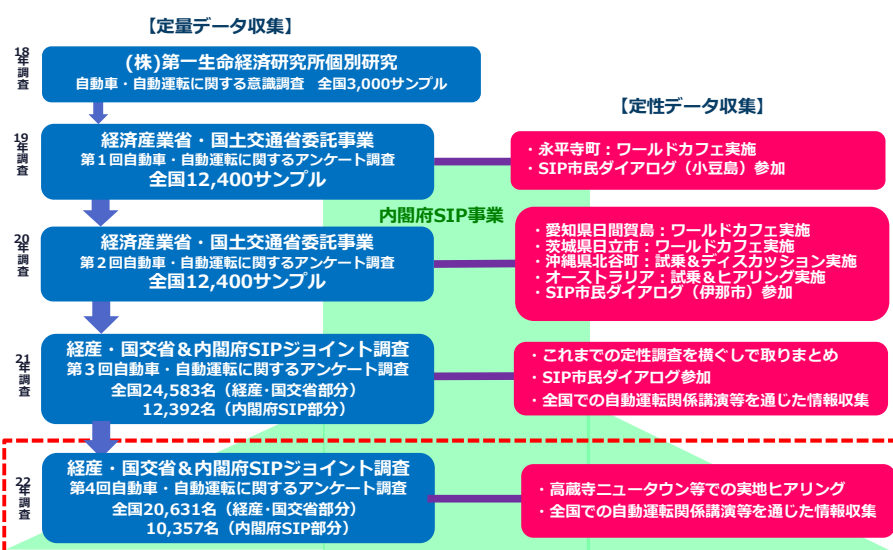 【定量データ収集】
18年調査
(株)第一生命経済研究所個別研究
自動車・自動運転に関する意識調査 全国3,000サンプル
【定性データ収集】
19年調査
経済産業省・国土交通省委託事業
第１回自動車・自動運転に関するアンケート調査
全国12,400サンプル
・永平寺町：ワールドカフェ実施
・SIP市民ダイアログ（小豆島）参加
内閣府SIP事業
20年調査
経済産業省・国土交通省委託事業
第２回自動車・自動運転に関するアンケート調査
全国12,400サンプル
・愛知県日間賀島：ワールドカフェ実施
・茨城県日立市：ワールドカフェ実施
・沖縄県北谷町：試乗&ディスカッション実施
・オーストラリア：試乗&ヒアリング実施
・SIP市民ダイアログ（伊那市）参加
21年調査
経産・国交省&内閣府SIPジョイント調査
第３回自動車・自動運転に関するアンケート調査
全国24,583名（経産･国交省部分）
12,392名（内閣府SIP部分）
・これまでの定性調査を横ぐしで取りまとめ
・SIP市民ダイアログ参加
・全国での自動運転関係講演等を通じた情報収集
22年調査
経産・国交省&内閣府SIPジョイント調査
第4回自動車・自動運転に関するアンケート調査
全国20,631名（経産・国交省部分）
10,357名（内閣府SIP部分）
・高蔵寺ニュータウン等での実地ヒアリング
・全国での自動運転関係講演等を通じた情報収集